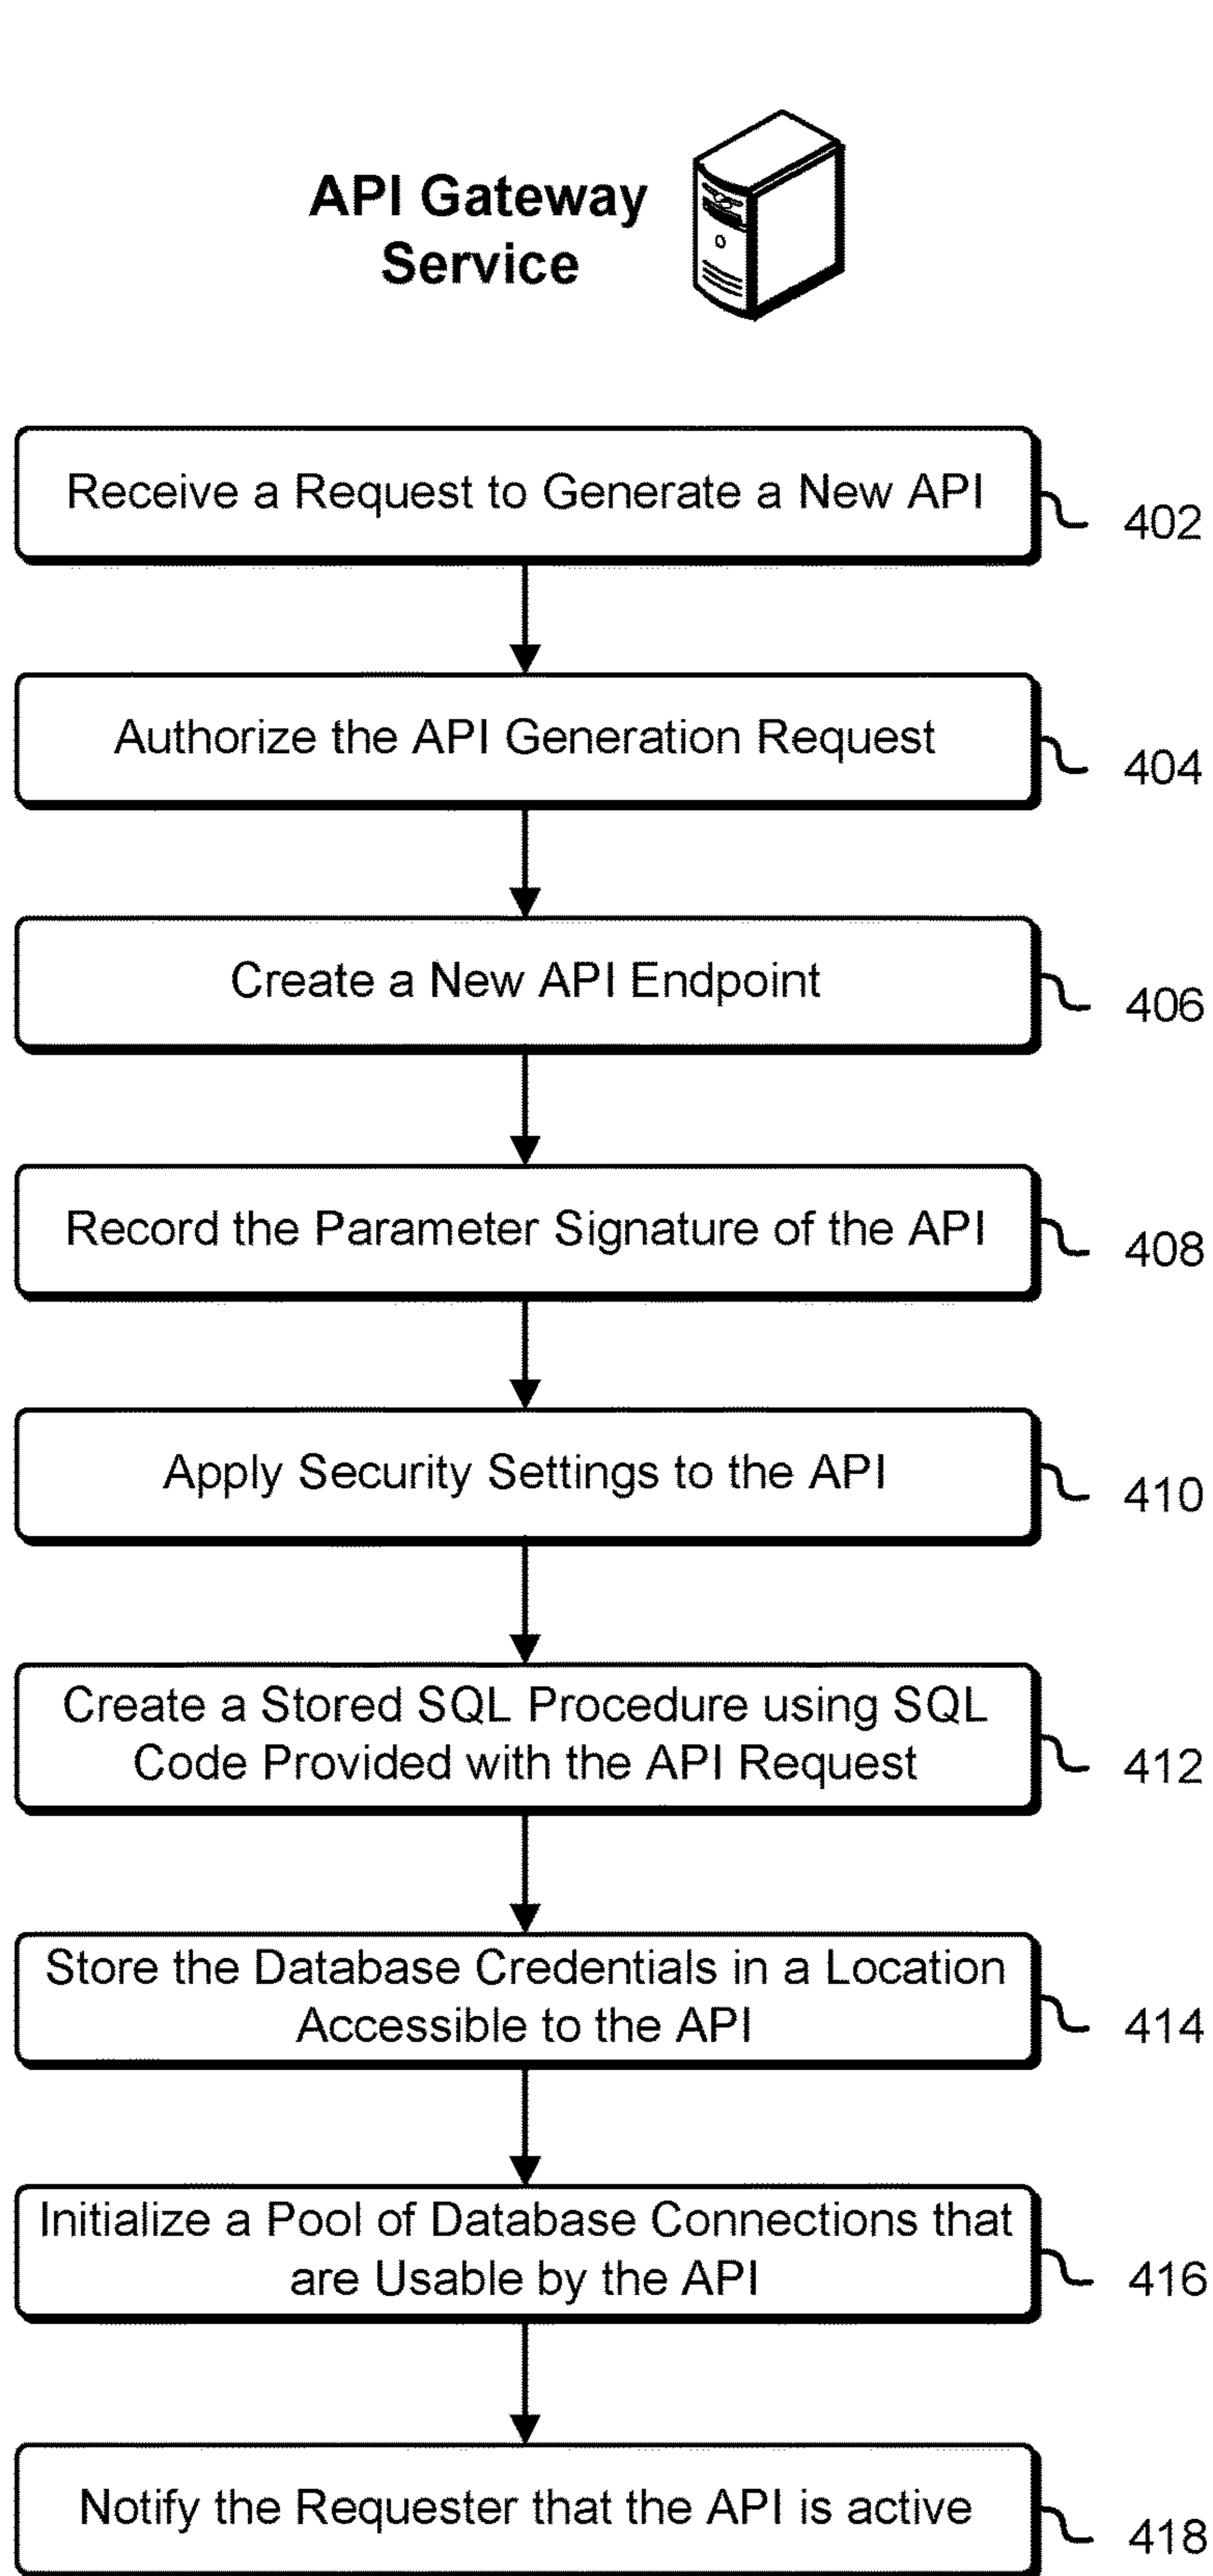 API Gateway
Service
Receive a Request to Generate a New API
402
Authorize the API Generation Request
404
Create a New API Endpoint
406
Record the Parameter Signature of the API
408
Apply Security Settings to the API
410
Create a Stored SQL Procedure using SQL
Code Provided with the API Request
412
Store the Database Credentials in a Location
Accessible to the API
414
Initialize a Pool of Database Connections that
are Usable by the API
416
Notify the Requester that the API is active
418